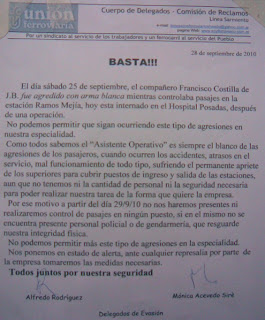 unión
ferroviaria
Cuerpo de Delegados - Comisión de Reclamos
Línea Sarmiento
Por un sindicato al servicio de los trabajadores y un ferrocarril al servicio del Pueblo
28 de septiembre de 2010
BASTA!!!
El día sábado 25 de septiembre, el compañero Francisco Costilla de
I.B. fue agredido con arma blanca mientras controlaba pasajes en la
estación Ramos Mejía, hoy esta internado en el Hospital Posadas, después
de una operación.
No podemos permitir que sigan ocurriendo este tipo de agresiones en
nuestra especialidad.
Como todos sabemos el "Asistente Operativo" es siempre el blanco de las
agresiones de los pasajeros, cuando ocurren los accidentes, atrasos en el
servicio, mal funcionamiento de todo tipo, sufriendo el permanente apriete
de los superiores para cubrir puestos de ingreso y salida de las estaciones,
aun que no tenemos ni la cantidad de personal ni la seguridad necesaria
para poder realizar nuestra tarea de la forma que quiere la empresa.
Por ese motivo a partir del día 29/9/10 no nos haremos presentes ni
realizaremos control de pasajes en ningún puesto, si en el mismo no se
encuentra presente personal policial o de gendarmería, que resguarde
nuestra integridad física.
No podemos permitir más este tipo de agresiones en la especialidad.
Nos ponemos en estado de alerta, ante cualquier represalia por parte de
la empresa tomaremos las medidas necesarias.
Todos juntos por nuestra seguridad
Alfredo Rodríguez
Mónica Acevedo Siré
Delegados de Evasión